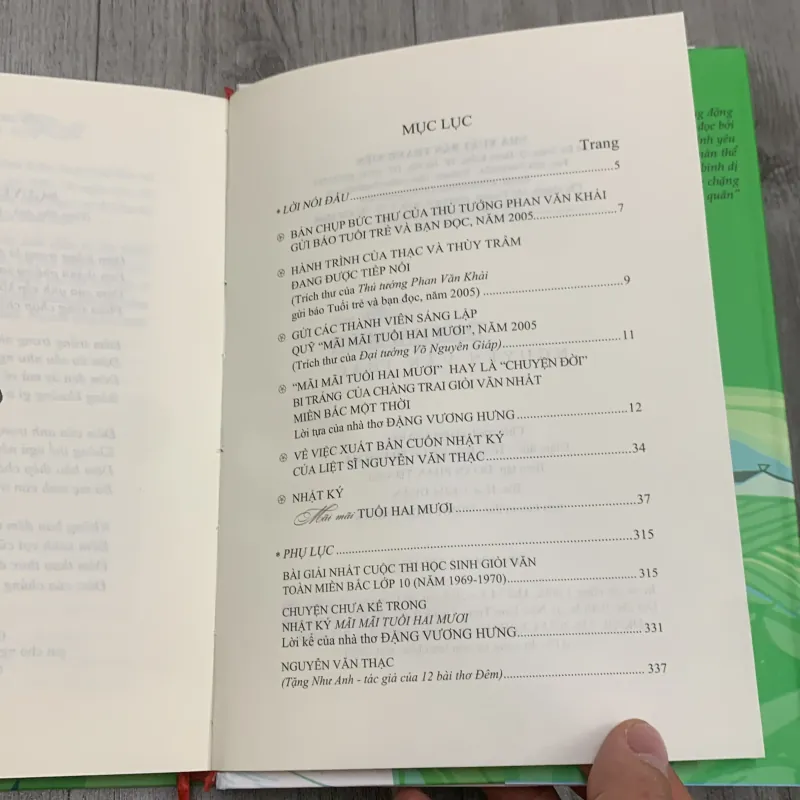 MỤC LỤC
Trang
• LỜI NÓI ĐẦU....................5
BẢN CHỤP BỨC THƯ CỦA THỦ TƯỚNG PHAN VĂN KHẢI
GỬI BÁO TUỔI TRẺ VÀ BẠN ĐỌC, NĂM 2005....................7
HÀNH TRÌNH CỦA THẠC VÀ THÙY TRÂM
ĐANG ĐƯỢC TIẾP NỐI
(Trích thư của Thủ tướng Phan Văn Khải
gửi báo Tuổi trẻ và bạn đọc, năm 2005)....................9
GỬI CÁC THÀNH VIÊN SÁNG LẬP
QUỸ “MÃI MÃI TUỔI HAI MƯƠI”, NĂM 2005
(Trích thư của Đại tướng Võ Nguyên Giáp)....................11
“MÃI MÃI TUỔI HAI MƯƠI” HAY LÀ “CHUYỆN ĐỜI”
BI TRÁNG CỦA CHÀNG TRAI GIỎI VĂN NHẤT
MIỀN BẮC MỘT THỜI
Lời tựa của nhà thơ ĐẶNG VƯƠNG HƯNG....................12
VỀ VIỆC XUẤT BẢN CUỐN NHẬT KÝ
CỦA LIỆT SĨ NGUYỄN VĂN THẠC....................34
NHẬT KÝ
Mãi mãi TUỔI HAI MƯƠI....................37
• PHỤ LỤC....................315
BÀI GIẢI NHẤT CUỘC THI HỌC SINH GIỎI VĂN
TOÀN MIỀN BẮC LỚP 10 (NĂM 1969-1970)....................315
CHUYỆN CHƯA KỂ TRONG
NHẬT KÝ MÃI MÃI TUỔI HAI MƯƠI
Lời kể của nhà thơ ĐẶNG VƯƠNG HƯNG....................331
NGUYỄN VĂN THẠC
(Tặng Như Anh - tác giả của 12 bài thơ Đêm)....................337
động
đọc bởi
yêu
thể
bình dị
chặng
quân”